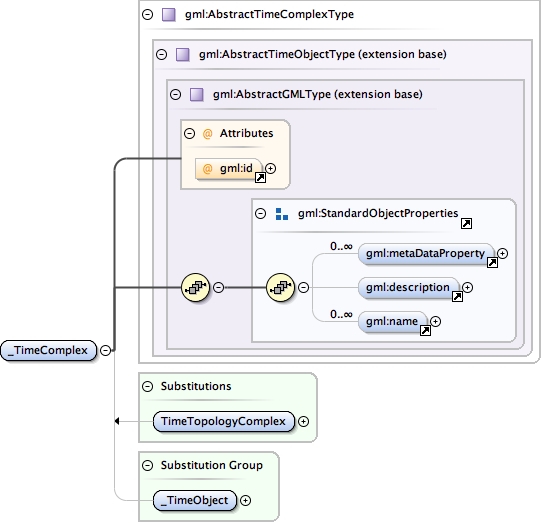 gml:AbstractTimeComplexType
gml:AbstractTimeObjectType (extension base)
gml:AbstractGMLType (extension base)
@ Attributes
@ gml:id
gml:StandardObjectProperties
0..∞
gml:metaDataProperty
gml:description
0..∞
gml:name
_TimeComplex
Substitutions
TimeTopologyComplex
Substitution Group
_TimeObject